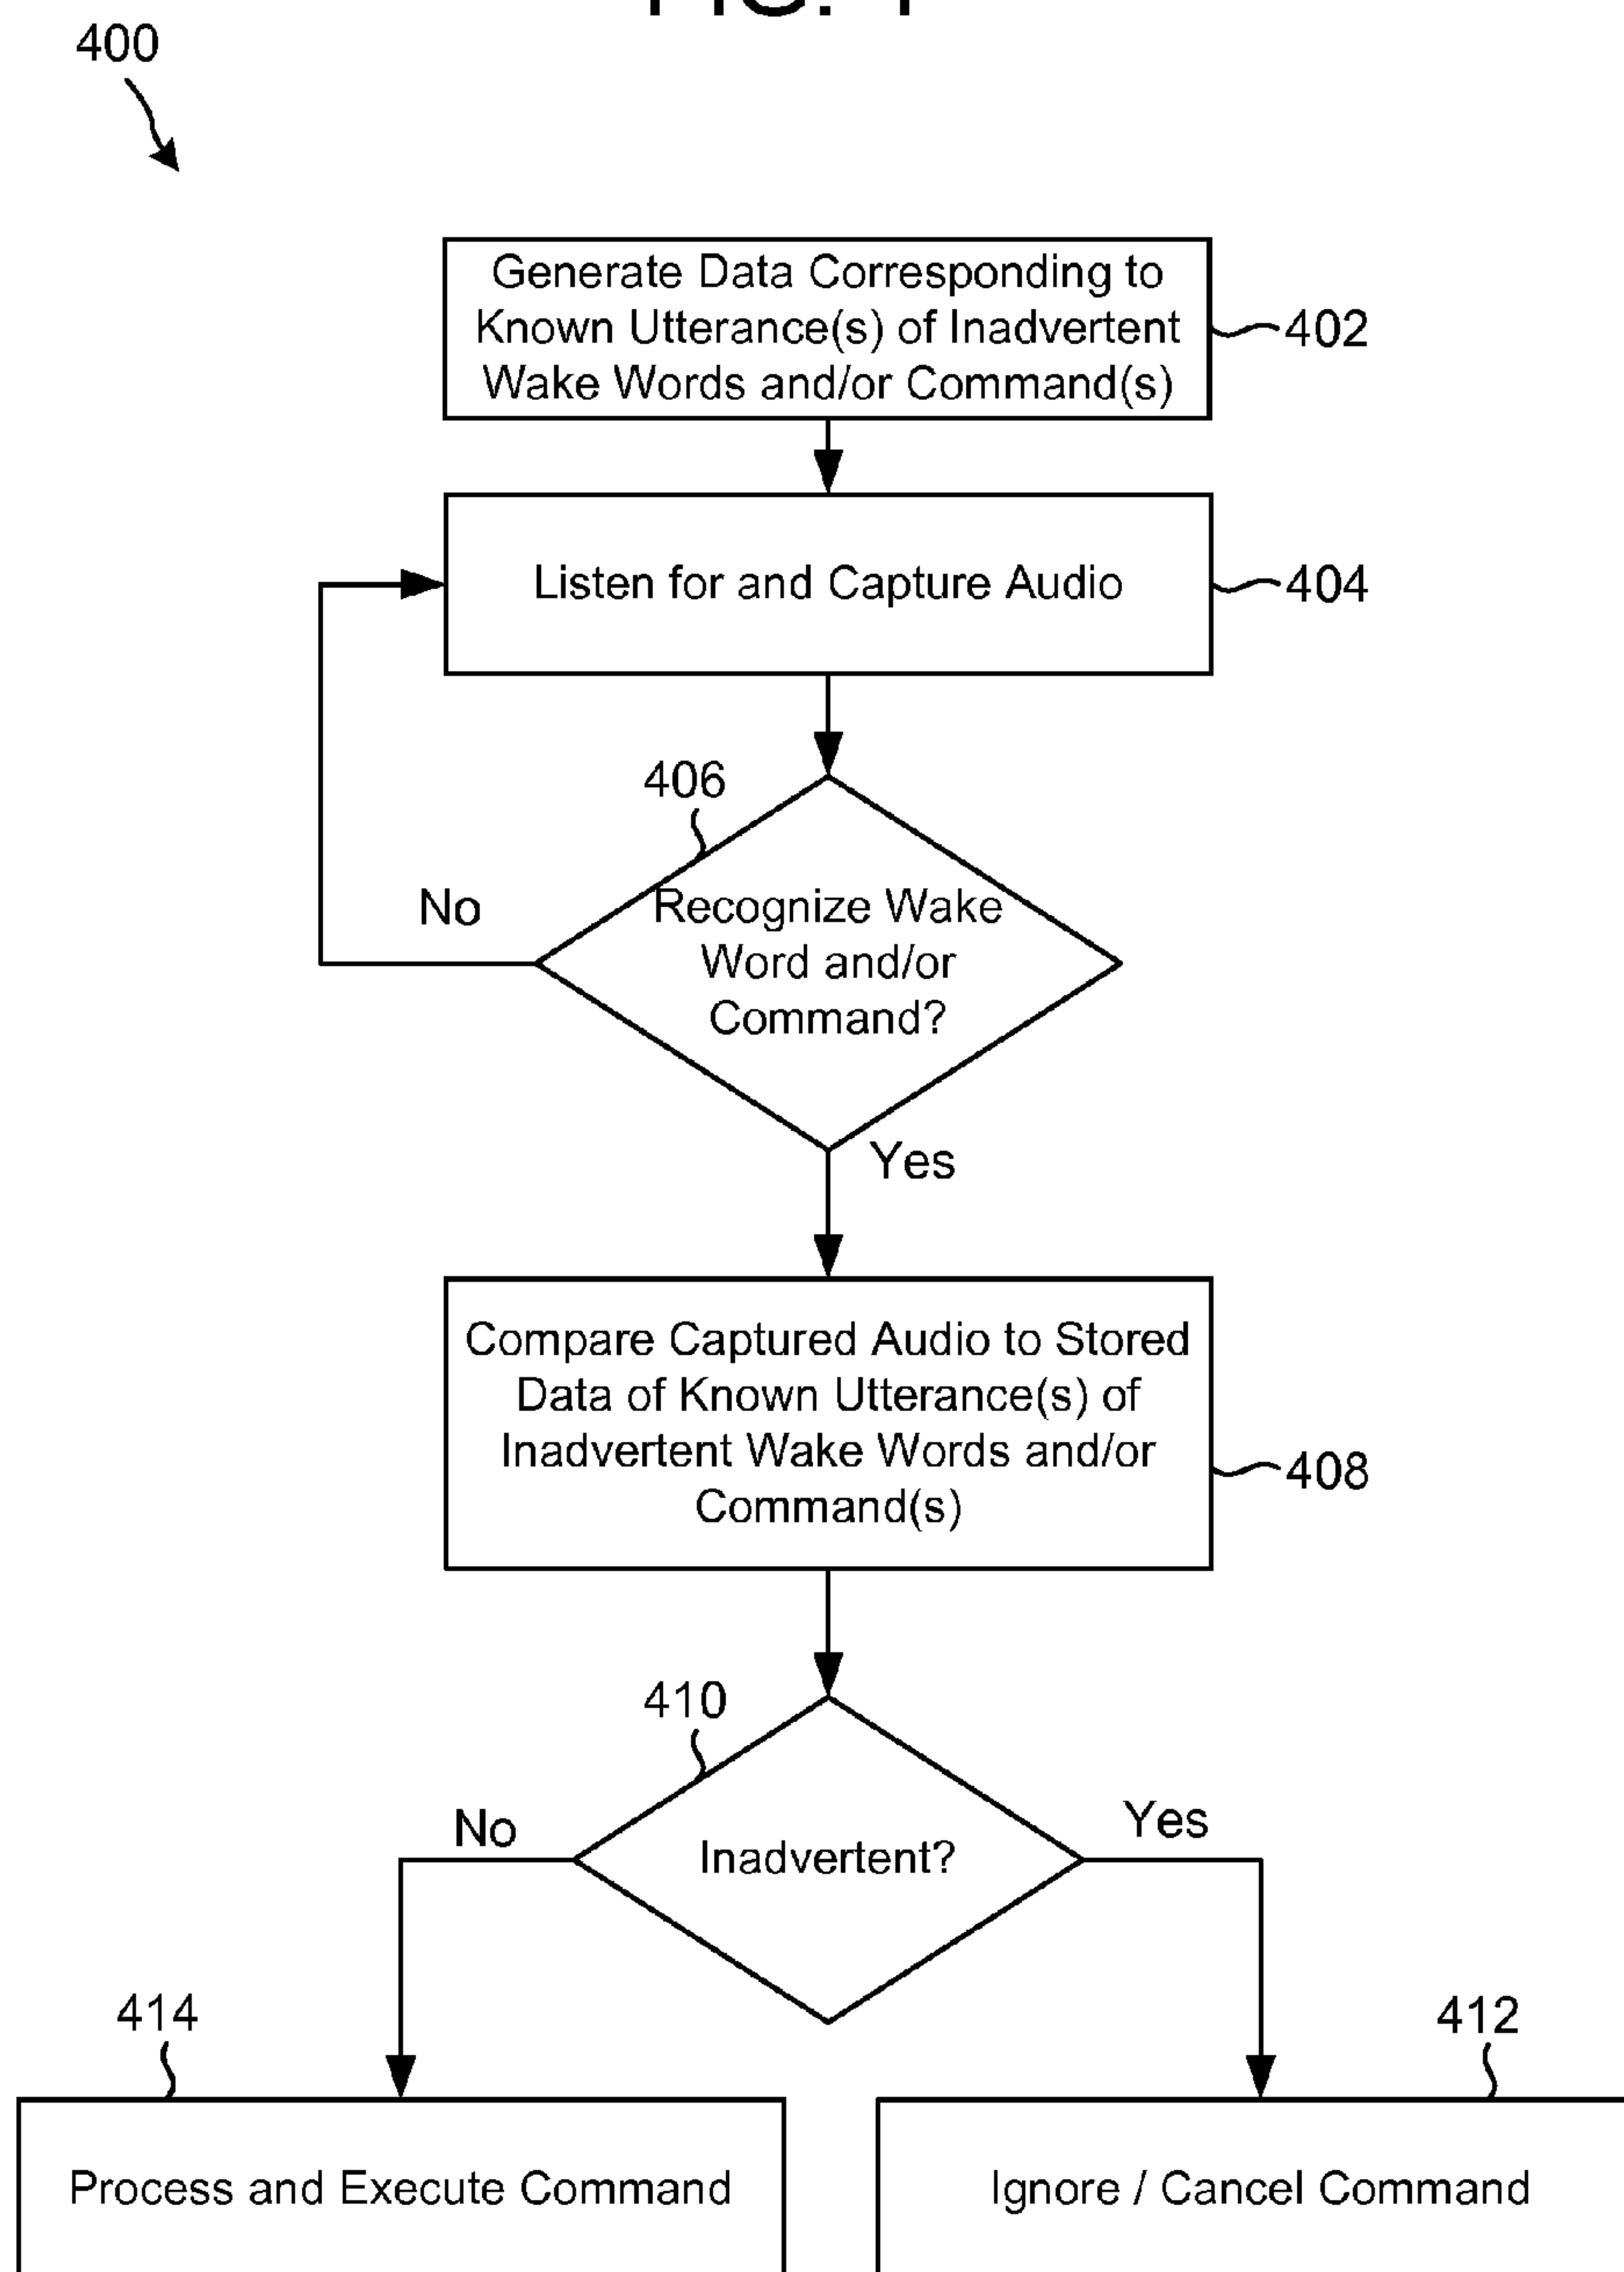 FIG. 4
400
Generate Data Corresponding to
Known Utterance(s) of Inadvertent
Wake Words and/or Command(s)
402
Listen for and Capture Audio
404
406
No
Recognize Wake
Word and/or
Command?
Yes
Compare Captured Audio to Stored
Data of Known Utterance(s) of
Inadvertent Wake Words and/or
Command(s)
408
410
No
Inadvertent?
Yes
414
412
Process and Execute Command
Ignore / Cancel Command